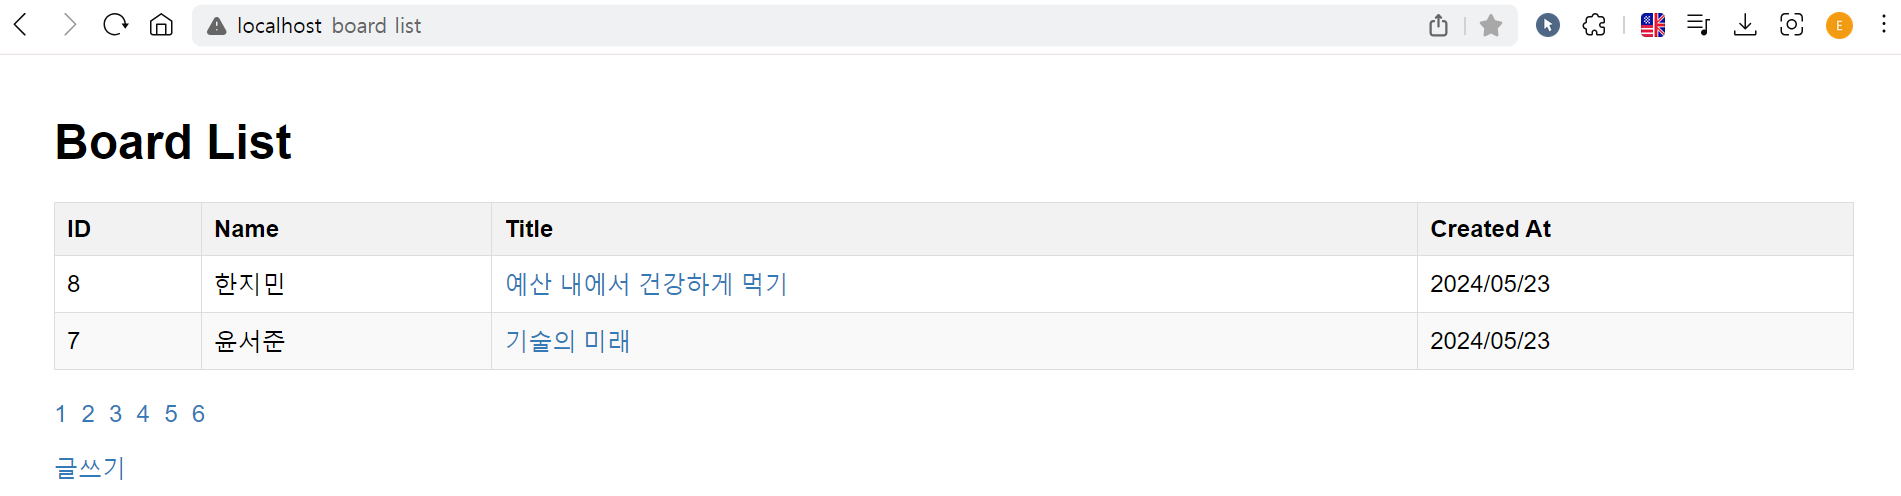 localhost board list
E
Board List
ID Name Title Created At
8 한지민 예산 내에서 건강하게 먹기 2024/05/23
7 윤서준 기술의 미래 2024/05/23
1 2 3 4 5 6
글쓰기